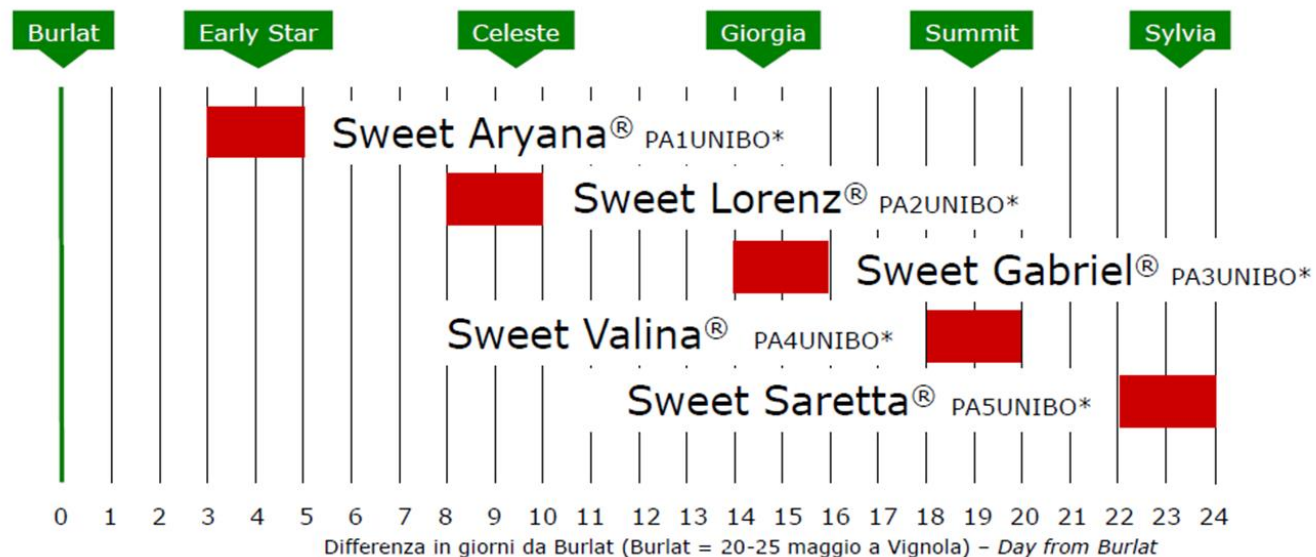 Burlat Early Star Celeste Giorgia Summit Sylvia
Sweet Aryana® PA1UNIBO*
Sweet Lorenz® PA2UNIBO*
Sweet Gabriel® PA3UNIBO*
Sweet Valina® PA4UNIBO*
Sweet Saretta® PA5UNIBO*
0 1 2 3 4 5 6 7 8 9 10 11 12 13 14 15 16 17 18 19 20 21 22 23 24
Differenza in giorni da Burlat (Burlat = 20-25 maggio a Vignola) – Day from Burlat